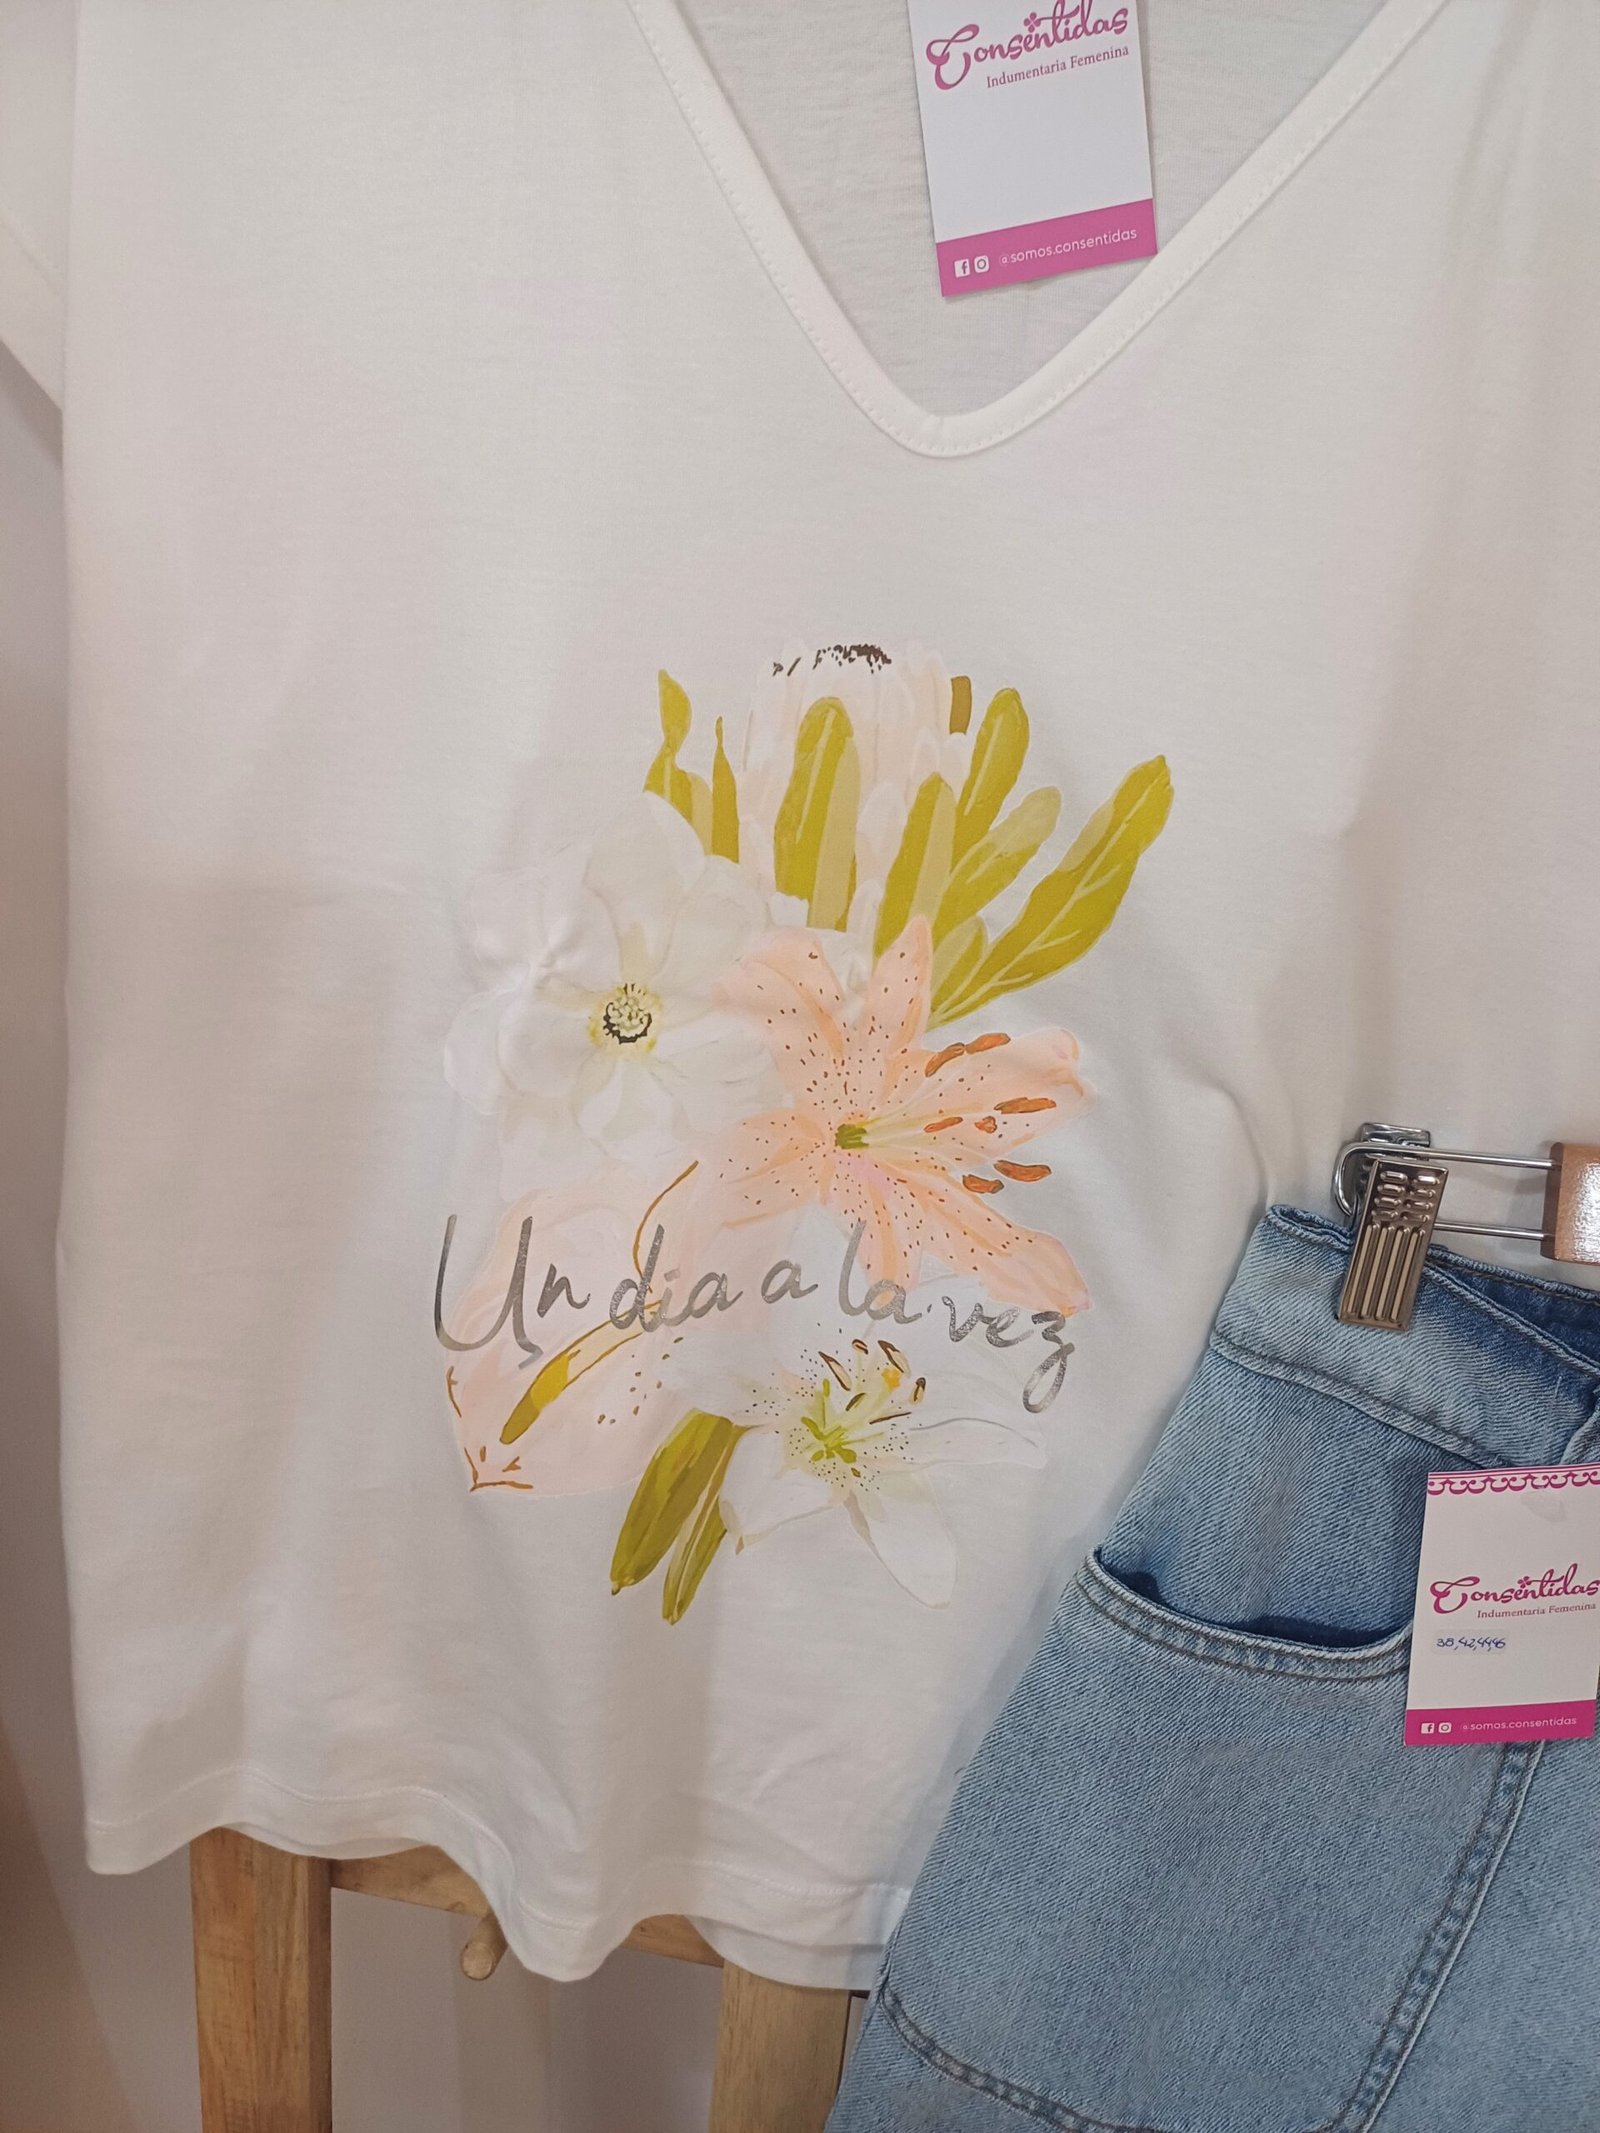 Consentidas
Indumentaria Femenina
@somos.consentidas
Un dia a la vez
Consentidas
Indumentaria Femenina
38,42,44,46
@somos.consentidas